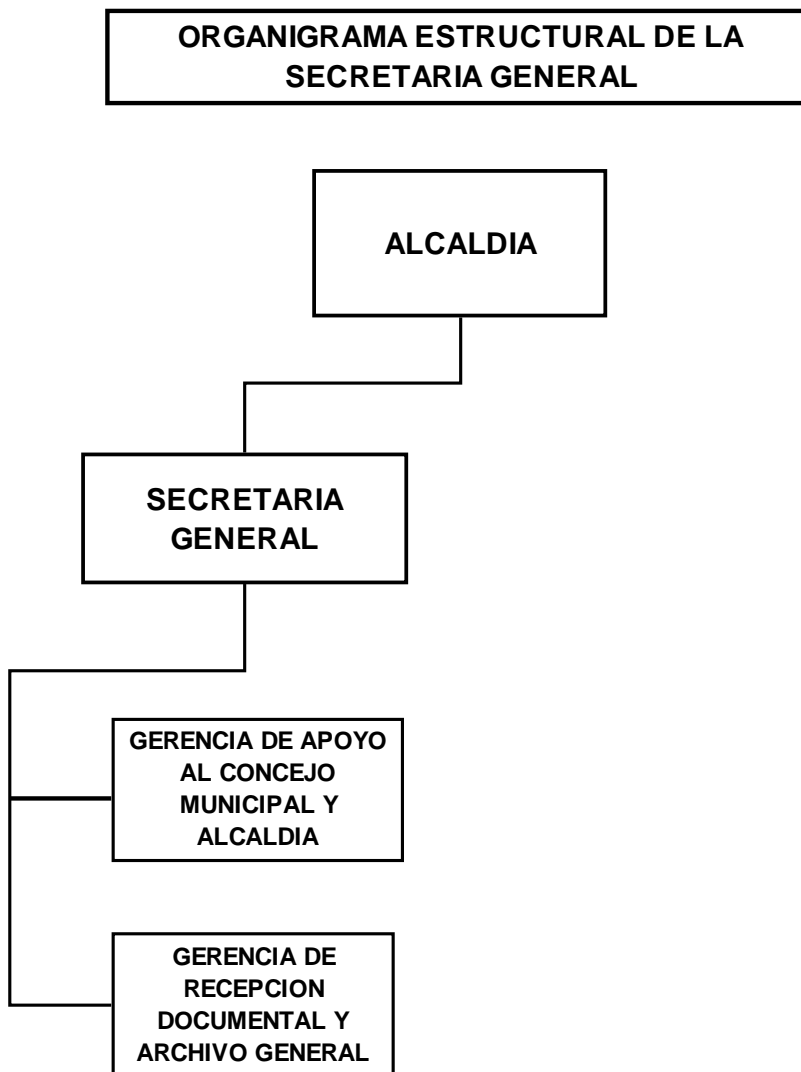 ORGANIGRAMA ESTRUCTURAL DE LA
SECRETARIA GENERAL
ALCALDIA
SECRETARIA
GENERAL
GERENCIA DE APOYO
AL CONCEJO
MUNICIPAL Y
ALCALDIA
GERENCIA DE
RECEPCION
DOCUMENTAL Y
ARCHIVO GENERAL